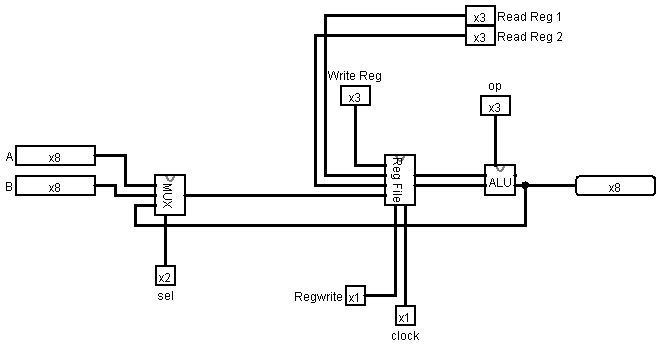 x3 Read Reg 1
x3 Read Reg 2
Write Reg
x3
op
x3
A x8
B x8
MUX
Reg File
ALU
x8
x2
sel
Regwrite x1
x1
clock